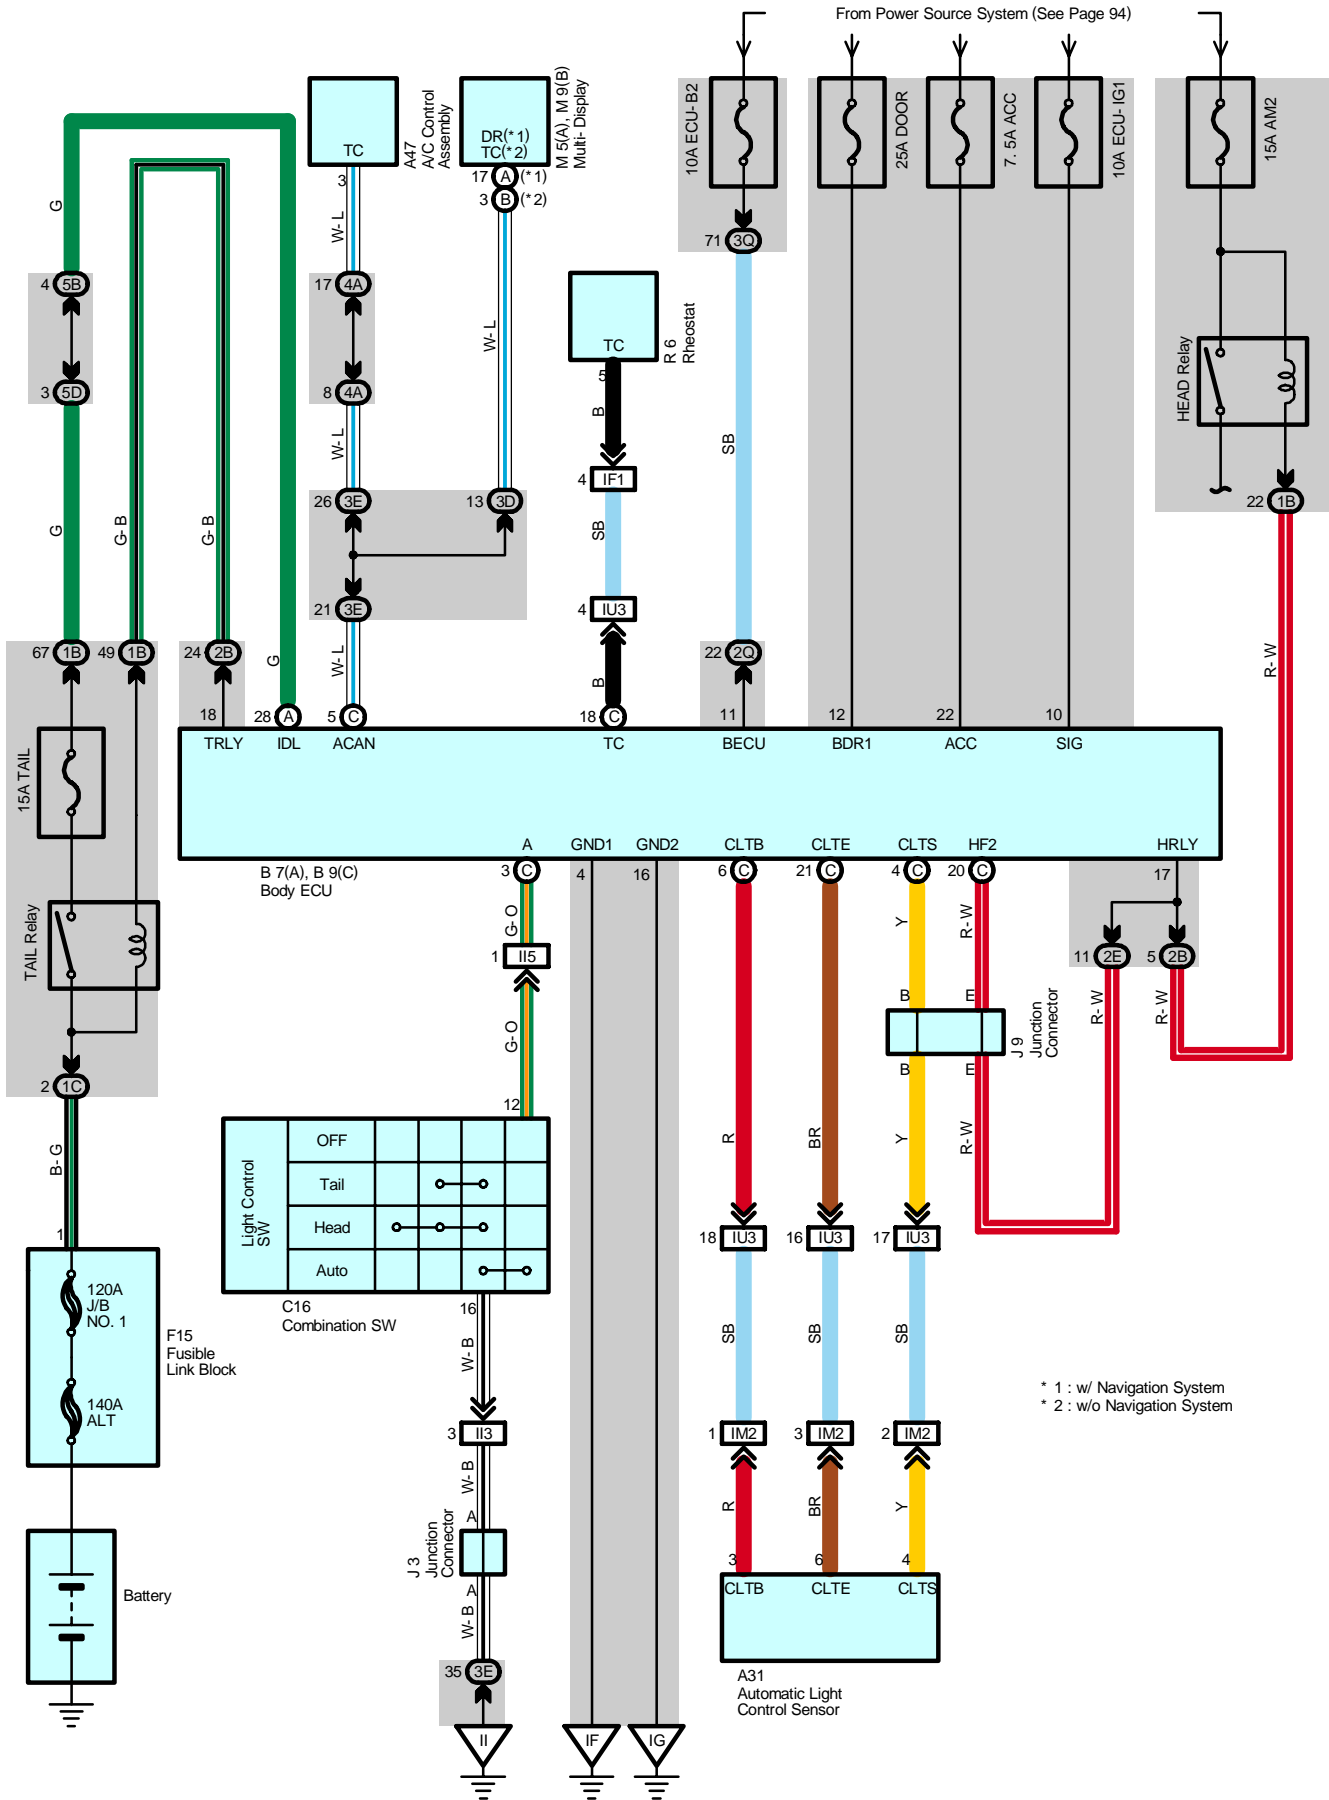 From Power Source System (See Page 94)
10A ECU- B2
25A DOOR
7. 5A ACC
10A ECU- IG1
15A AM2
TC
A47
A/C Control
Assembly
DR(* 1)
TC(* 2)
M 5(A), M 9(B)
Multi- Display
3
17 A (* 1)
3 B (* 2)
G
W- L
71 3Q
4 5B
17 4A
TC
R 6
Rheostat
W- L
HEAD Relay
5
3 5D
8 4A
B
SB
4 IF1
G
G- B
G- B
W- L
26 3E
13 3D
22 1B
SB
21 3E
4 IU3
67 1B
49 1B
24 2B
G
W- L
B
22 2Q
R- W
18
28 A
5 C
18 C
11
12
22
10
TRLY
IDL
ACAN
TC
BECU
BDR1
ACC
SIG
15A TAIL
A
GND1
GND2
CLTB
CLTE
CLTS
HF2
HRLY
B 7(A), B 9(C)
Body ECU
3 C
4
16
6 C
21 C
4 C
20 C
17
TAIL Relay
G- O
1 II5
Y
R- W
11 2E
5 2B
B
E
R- W
R- W
J 9
Junction
Connector
G- O
B
E
2 1C
12
B- G
Light Control
SW
OFF
Tail
Head
Auto
R
BR
Y
R- W
1
18 IU3
16 IU3
17 IU3
120A
J/B
NO. 1
C16
Combination SW
16
F15
Fusible
Link Block
W- B
SB
SB
SB
140A
ALT
* 1 : w/ Navigation System
* 2 : w/o Navigation System
3 II3
1 IM2
3 IM2
2 IM2
W- B
R
BR
Y
A
J 3
Junction
Connector
3
6
4
A
CLTB
CLTE
CLTS
Battery
W- B
35 3E
A31
Automatic Light
Control Sensor
II
IF
IG